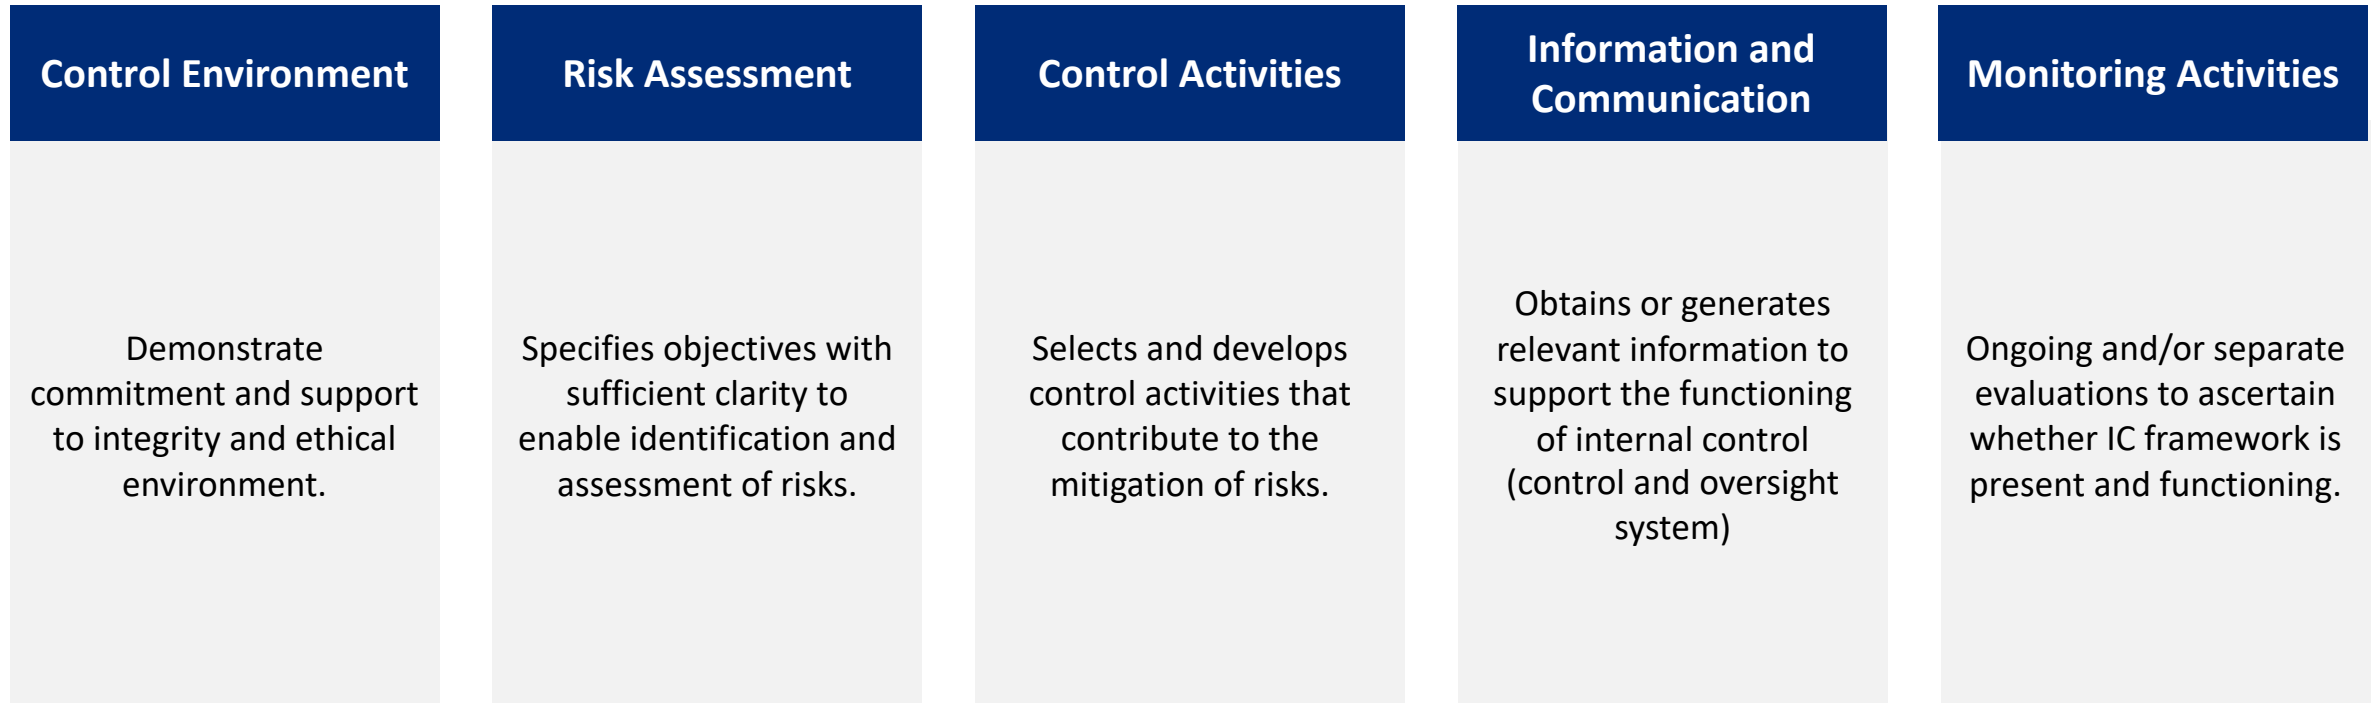 Control Environment
Demonstrate
commitment and support
to integrity and ethical
environment.
Risk Assessment
Specifies objectives with
sufficient clarity to
enable identification and
assessment of risks.
Control Activities
Selects and develops
control activities that
contribute to the
mitigation of risks.
Information and
Communication
Obtains or generates
relevant information to
support the functioning
of internal control
(control and oversight
system)
Monitoring Activities
Ongoing and/or separate
evaluations to ascertain
whether IC framework is
present and functioning.